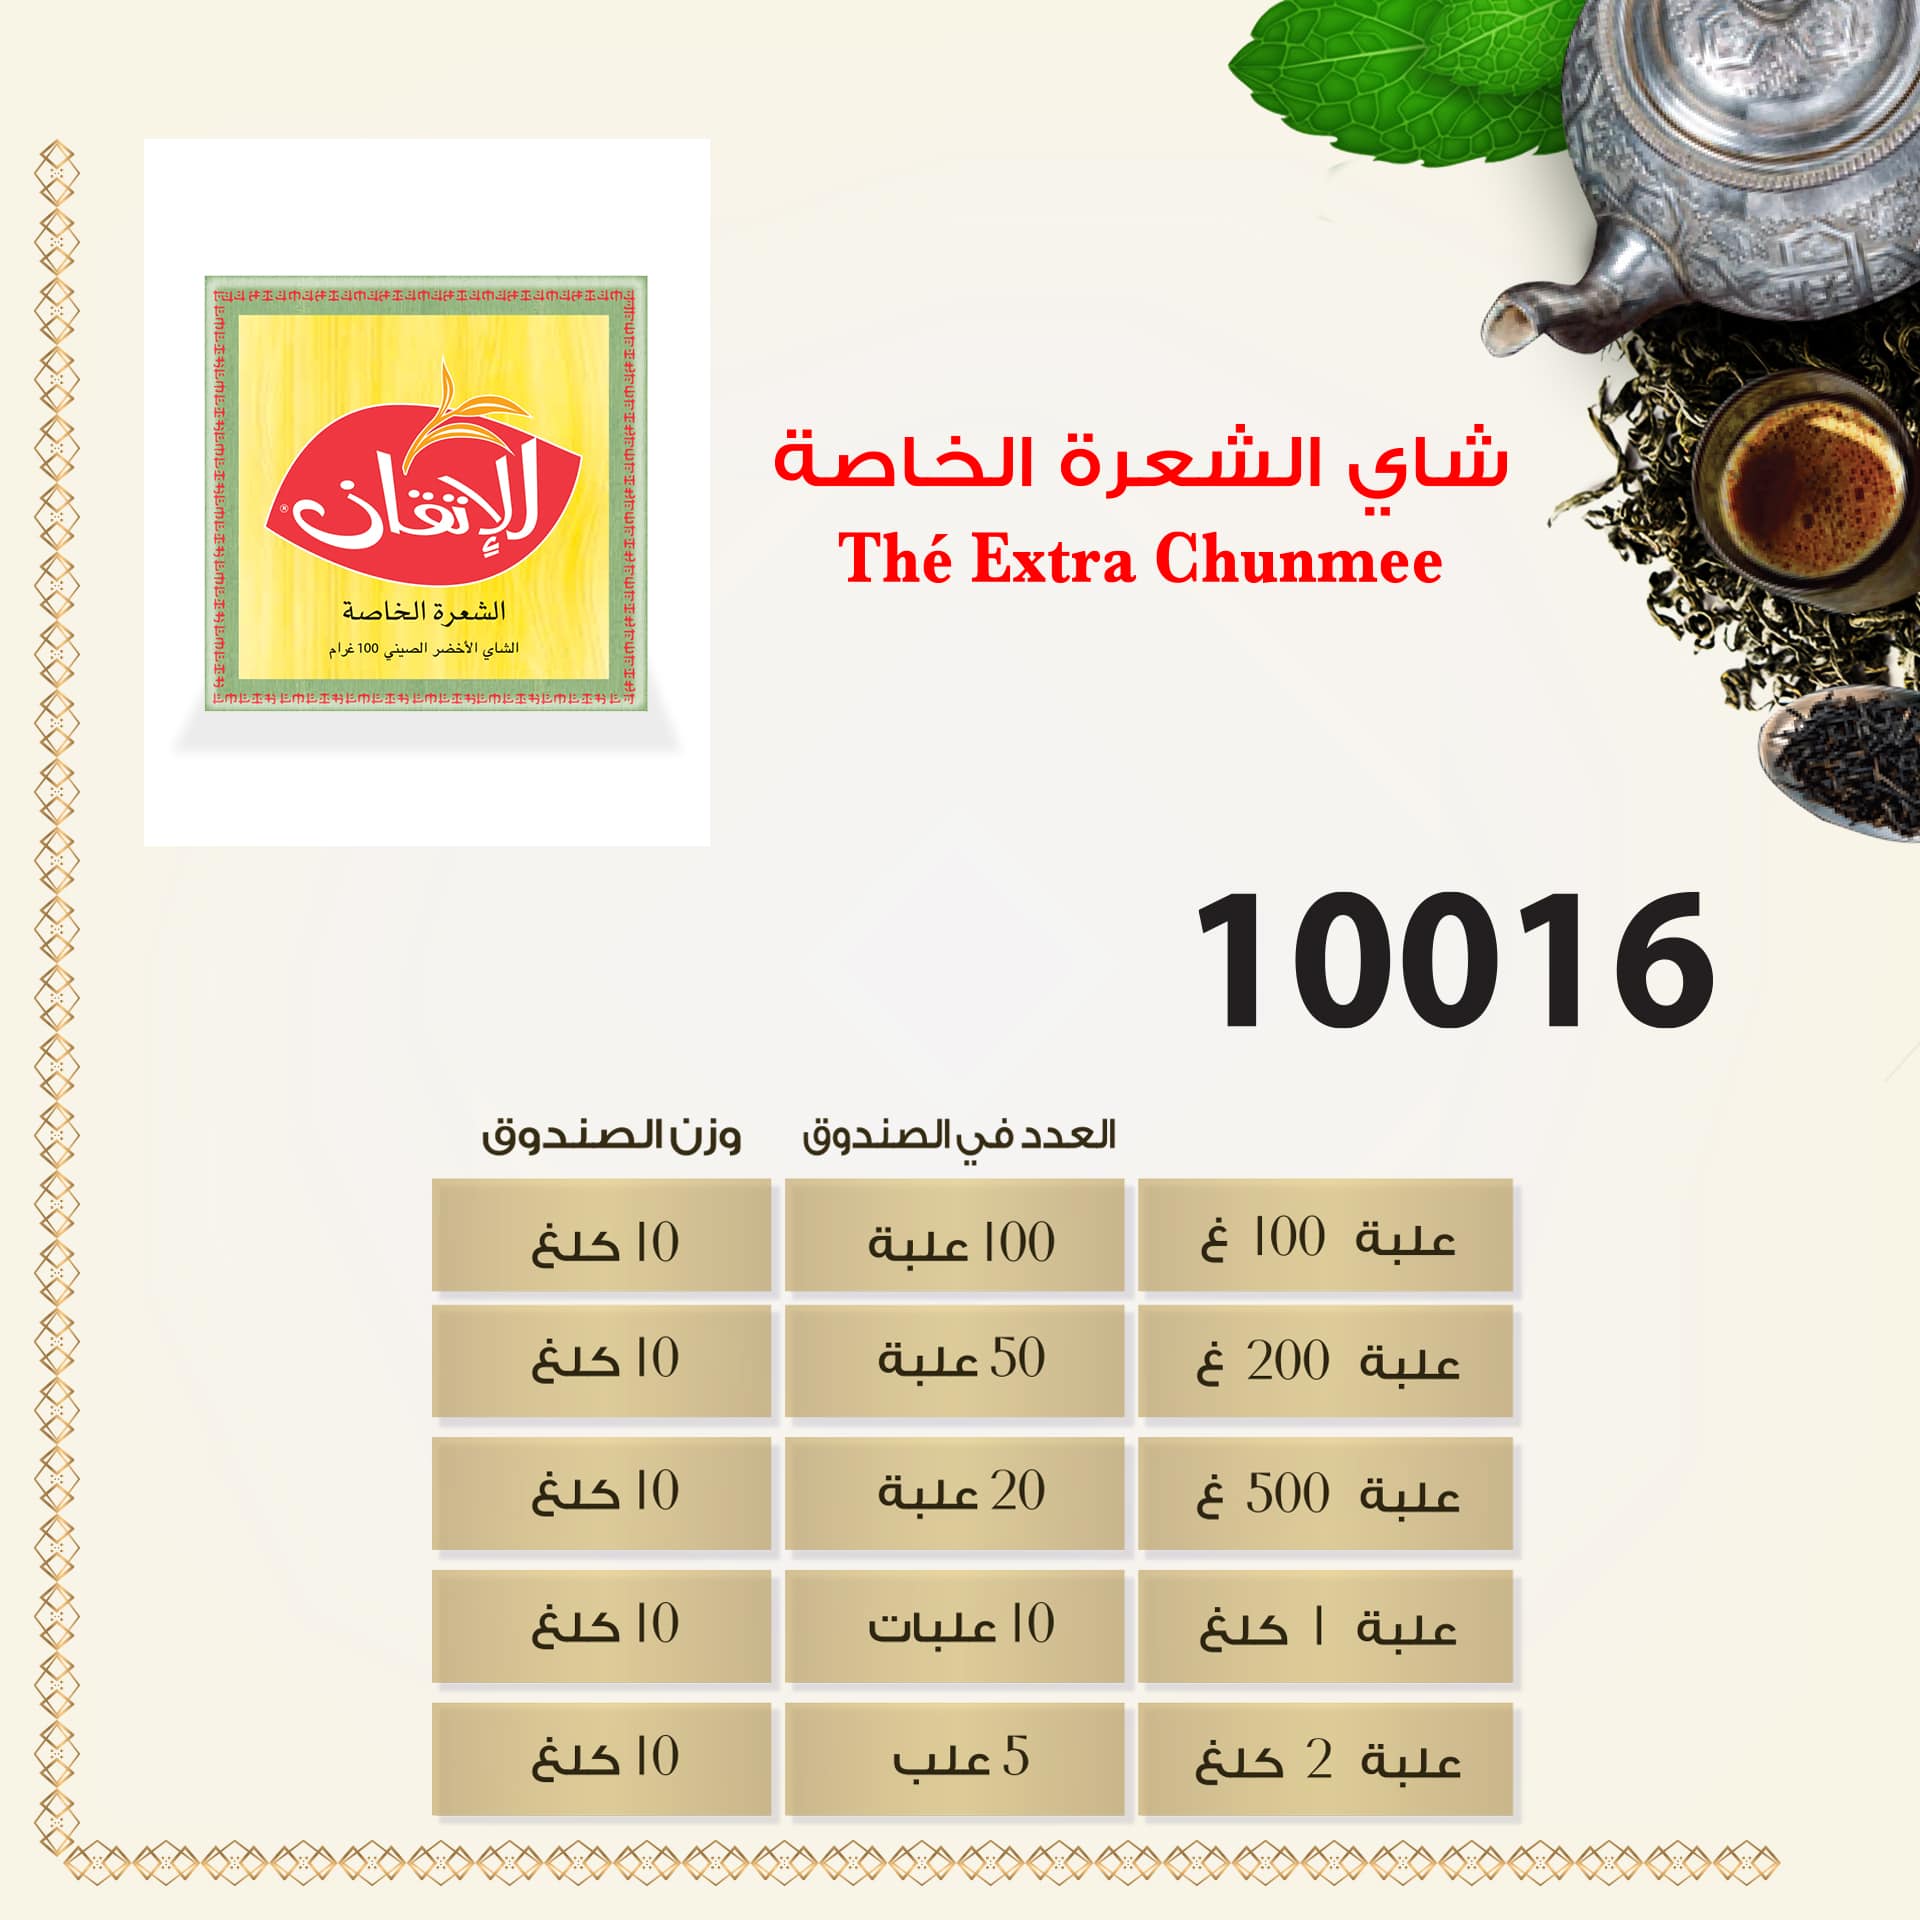 للإتقان
®
الشعرة الخاصة
الشاي الأخضر الصيني 100 غرام
شاي الشعرة الخاصة
Thé Extra Chunmee
10016
العدد في الصندوق وزن الصندوق
علبة 100 غ 100 علبة 10 كلغ
علبة 200 غ 50 علبة 10 كلغ
علبة 500 غ 20 علبة 10 كلغ
علبة 1 كلغ 10 علبات 10 كلغ
علبة 2 كلغ 5 علب 10 كلغ